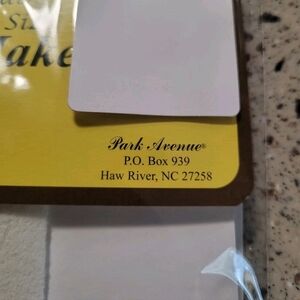 Park Avenue®
P.O. Box 939
Haw River, NC 27258